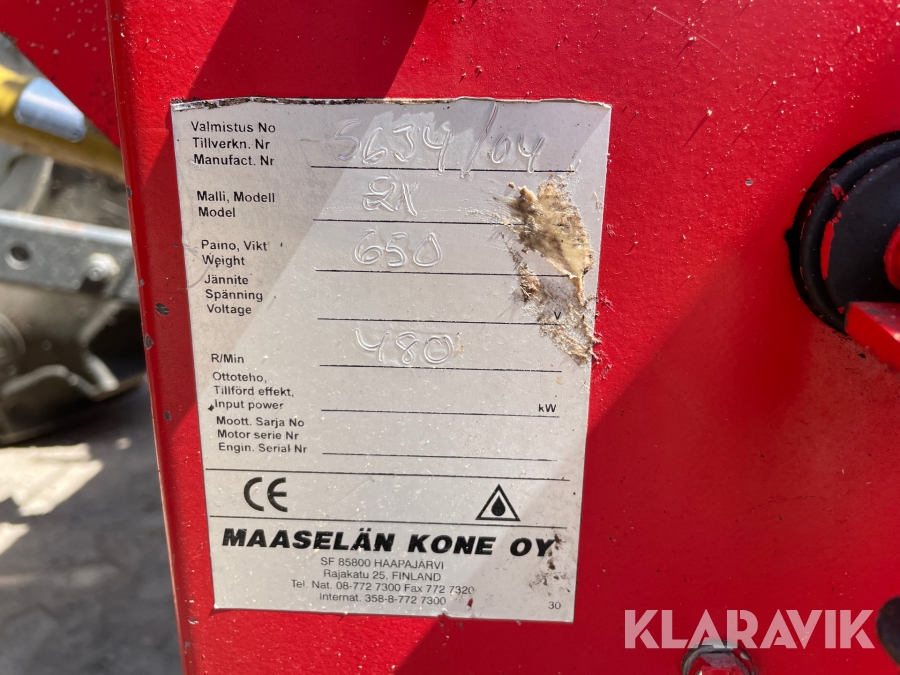 Valmistus No
Tillverkn. Nr
Manufact. Nr 5634/04
Malli, Modell
Model 2X
Paino, Vikt
Weight 650
Jännite
Spänning
Voltage V
R/Min 480
Ottoteho,
Tillförd effekt,
Input power kW
Moott. Sarja No
Motor serie Nr
Engin. Serial Nr
CE
MAASELÄN KONE OY
SF 85800 HAAPAJÄRVI
Rajakatu 25, FINLAND
Tel. Nat. 08-772 7300 Fax 772 7320
Internat. 358-8-772 7300
30
KLARAVIK